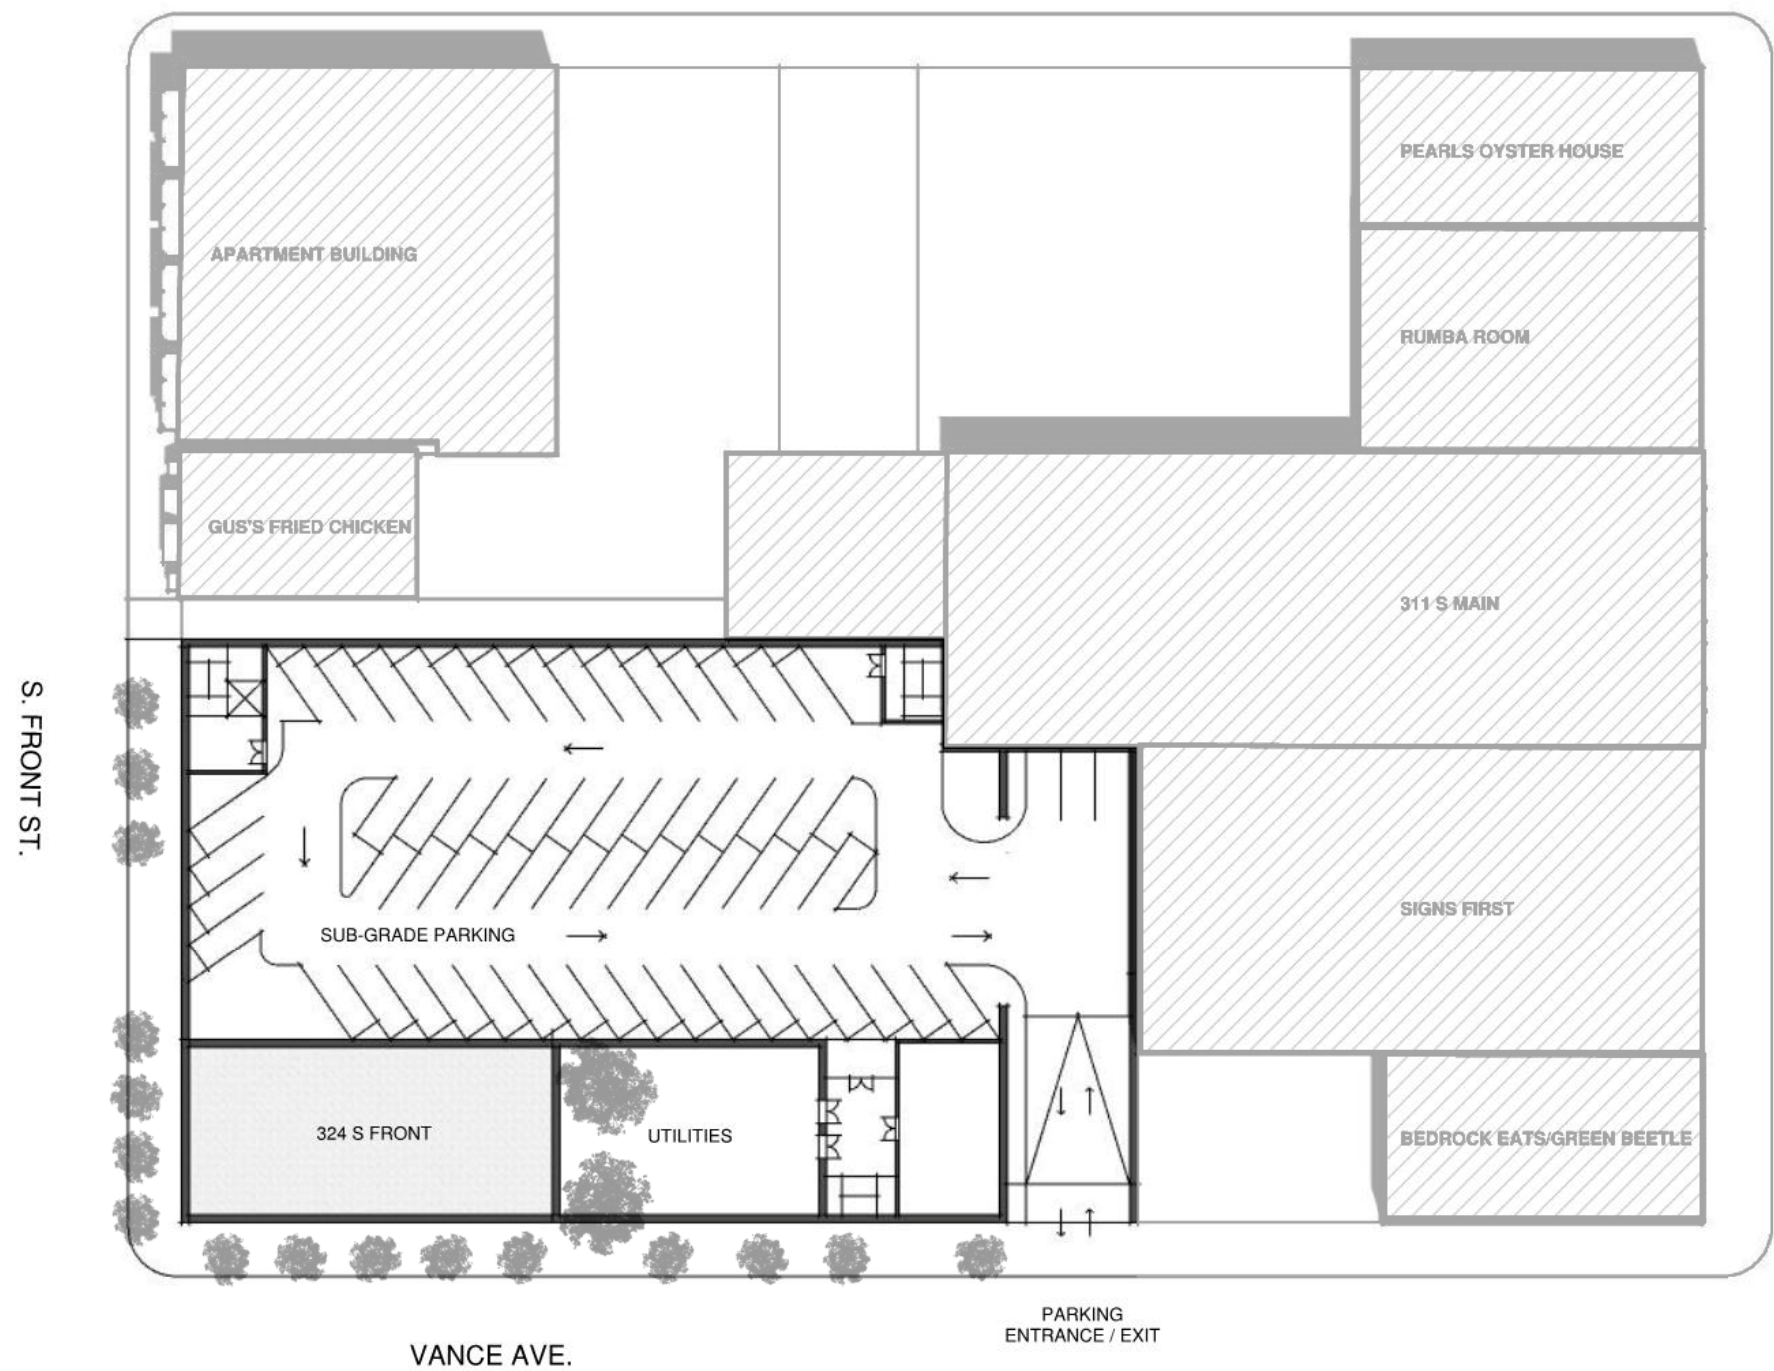 PEARLS OYSTER HOUSE
APARTMENT BUILDING
RUMBA ROOM
GUS'S FRIED CHICKEN
311 S MAIN
S. FRONT ST.
SIGNS FIRST
SUB-GRADE PARKING
324 S FRONT
UTILITIES
BEDROCK EATS/GREEN BEETLE
PARKING
ENTRANCE / EXIT
VANCE AVE.